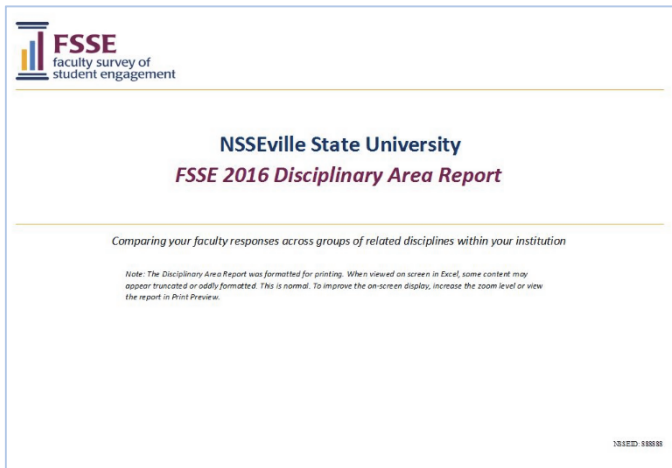 FSSE
faculty survey of
student engagement
NSSEville State University
FSSE 2016 Disciplinary Area Report
Comparing your faculty responses across groups of related disciplines within your institution
Note: The Disciplinary Area Report was formatted for printing. When viewed on screen in Excel, some content may
appear truncated or oddly formatted. This is normal. To improve the on-screen display, increase the zoom level or view
the report in Print Preview.
NSSEID: 888888